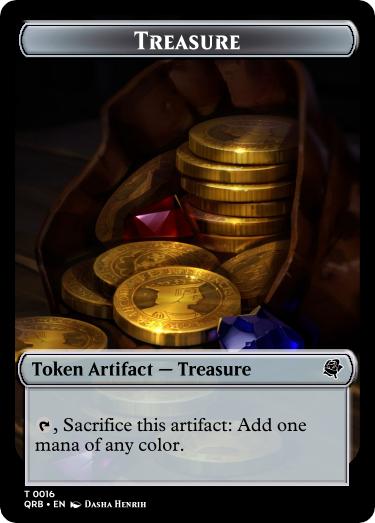 Treasure
Token Artifact — Treasure
, Sacrifice this artifact: Add one
mana of any color.
T 0016
QRB • EN Dasha Henrih